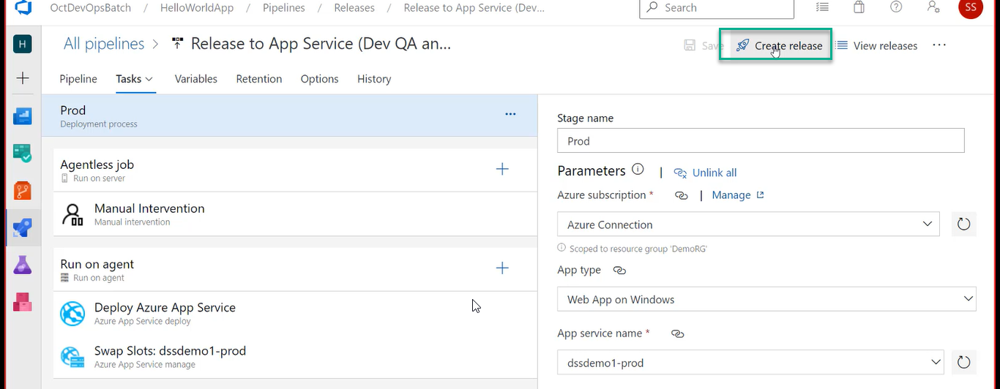 OctDevOpsBatch / HelloWorldApp / Pipelines / Releases / Release to App Service (Dev...
Search
SS
H
All pipelines > Release to App Service (Dev QA an...
Save
Create release
View releases
Pipeline Tasks Variables Retention Options History
Prod
Deployment process
Agentless job
Run on server
Manual Intervention
Manual intervention
Run on agent
Run on agent
Deploy Azure App Service
Azure App Service deploy
Swap Slots: dssdemo1-prod
Azure App Service manage
Stage name
Prod
Parameters | Unlink all
Azure subscription * | Manage
Azure Connection
Scoped to resource group 'DemoRG'
App type
Web App on Windows
App service name *
dssdemo1-prod